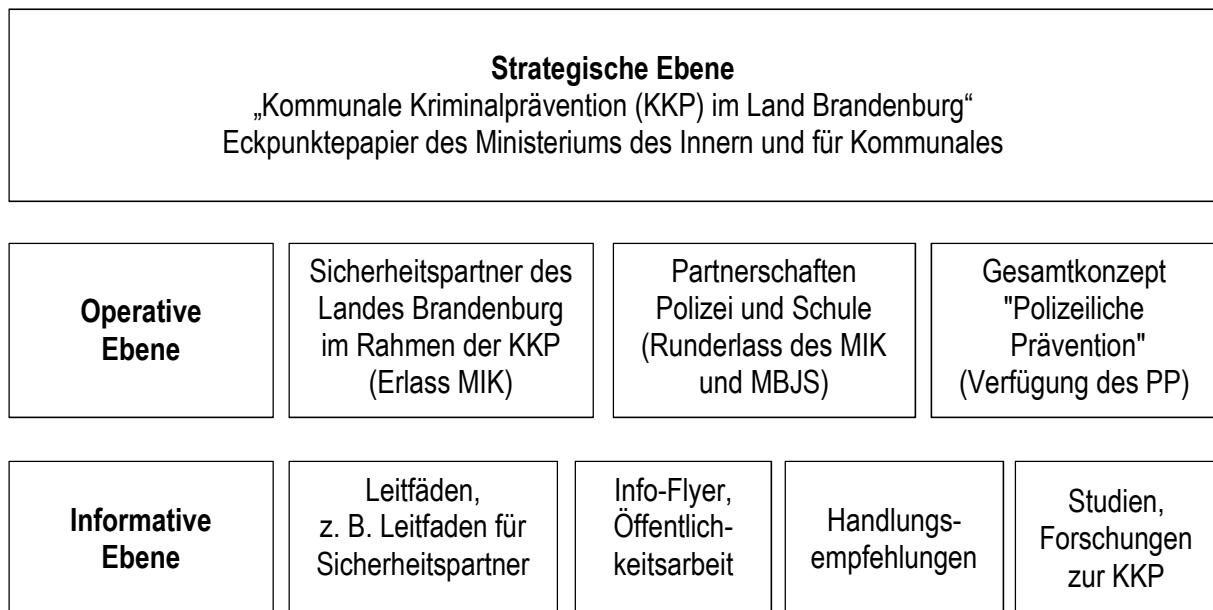 Strategische Ebene
„Kommunale Kriminalprävention (KKP) im Land Brandenburg“
Eckpunktepapier des Ministeriums des Innern und für Kommunales
Operative
Ebene
Sicherheitspartner des
Landes Brandenburg
im Rahmen der KKP
(Erlass MIK)
Partnerschaften
Polizei und Schule
(Runderlass des MIK
und MBJS)
Gesamtkonzept
"Polizeiliche
Prävention"
(Verfügung des PP)
Informative
Ebene
Leitfäden,
z. B. Leitfaden für
Sicherheitspartner
Info-Flyer,
Öffentlich-
keitsarbeit
Handlungs-
empfehlungen
Studien,
Forschungen
zur KKP